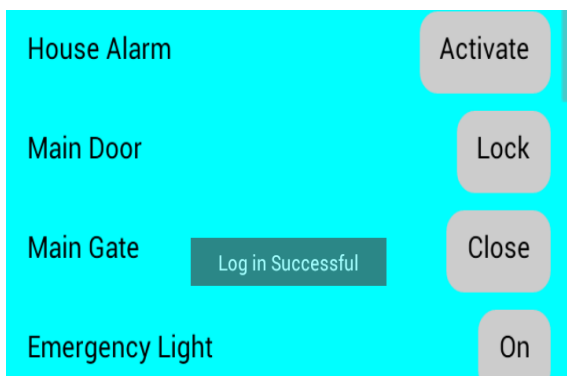 House Alarm Activate
Main Door Lock
Main Gate Close
Log in Successful
Emergency Light On